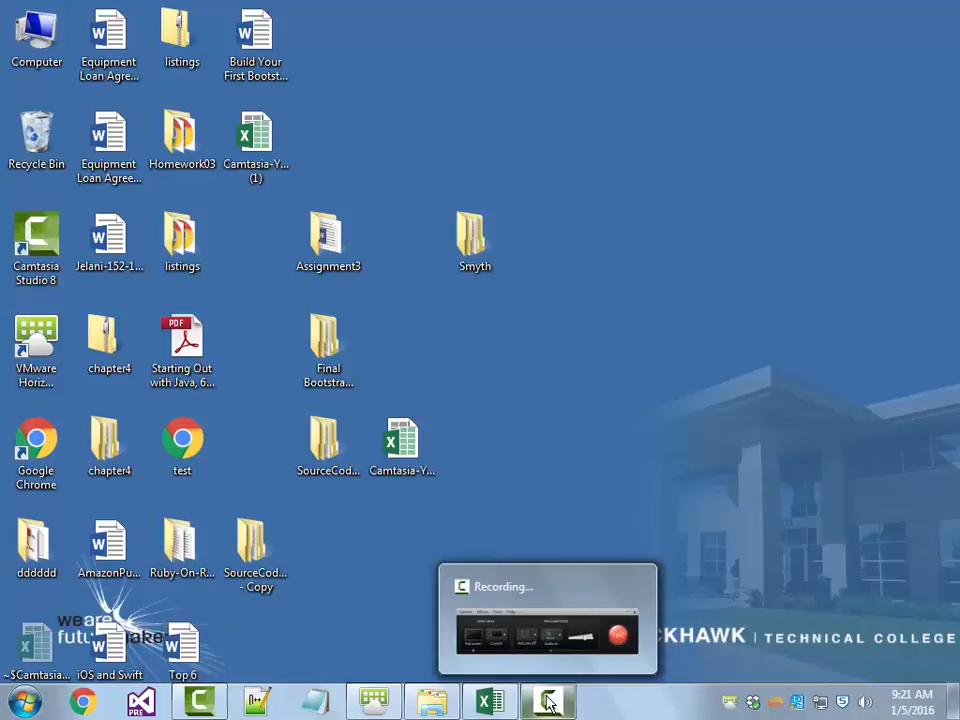 Computer
Equipment
Loan Agre...
listings
Build Your
First Bootst...
Recycle Bin
Equipment
Loan Agree...
Homework03
Camtasia-Y...
(1)
Camtasia
Studio 8
Jelani-152-1...
listings
Assignment3
Smyth
VMware
Horiz...
chapter4
PDF
Starting Out
with Java, 6...
Final
Bootstra...
Google
Chrome
chapter4
test
SourceCod...
Camtasia-Y...
dddddd
AmazonPu...
Ruby-On-R...
SourceCod...
- Copy
Recording...
~$Camtasia...
iOS and Swift
Top 6
CKHAWK | TECHNICAL COLLEGE
PRE
9:21 AM
1/5/2016